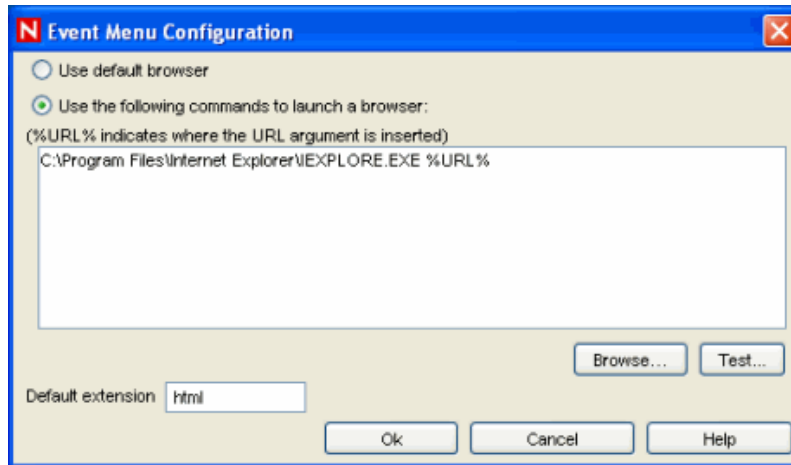 N Event Menu Configuration
Use default browser
Use the following commands to launch a browser:
(%URL% indicates where the URL argument is inserted)
C:\Program Files\Internet Explorer\IEXPLORE.EXE %URL%
Browse... Test...
Default extension html
Ok Cancel Help